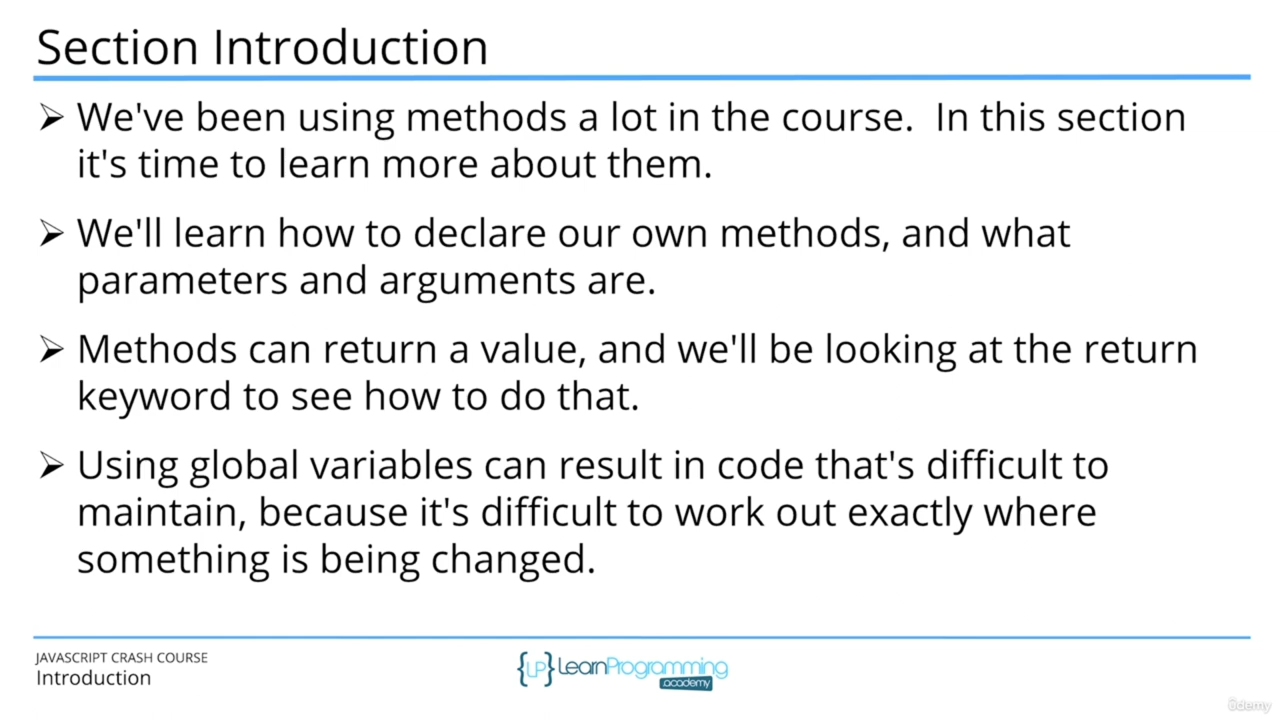 Section Introduction
➢ We've been using methods a lot in the course.  In this section
it's time to learn more about them.
➢ We'll learn how to declare our own methods, and what
parameters and arguments are.
➢ Methods can return a value, and we'll be looking at the return
keyword to see how to do that.
➢ Using global variables can result in code that's difficult to
maintain, because it's difficult to work out exactly where
something is being changed.
JAVASCRIPT CRASH COURSE
Introduction
{LP} LearnProgramming
.academy
ûdemy